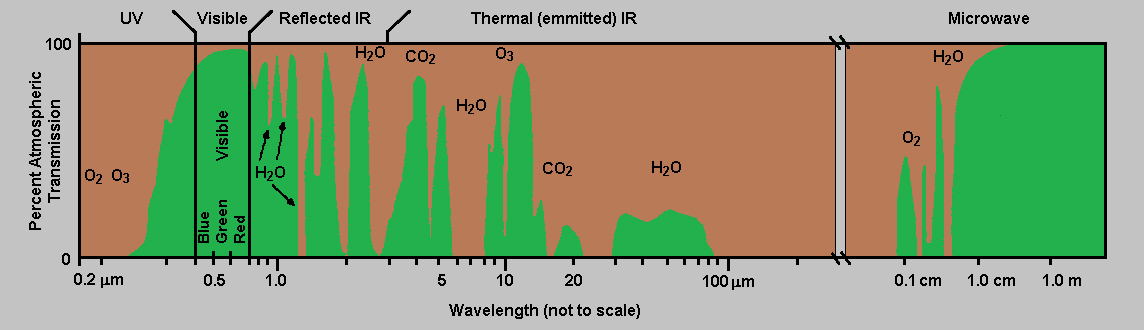 UV Visible Reflected IR Thermal (emmitted) IR Microwave
100
H₂O CO₂ O₃ H₂O
H₂O
O₂
Percent Atmospheric
Transmission
Visible
O₂ O₃ H₂O CO₂ H₂O
Blue
Green
Red
0
0.2 µm 0.5 1.0 5 10 20 100 µm 0.1 cm 1.0 cm 1.0 m
Wavelength (not to scale)